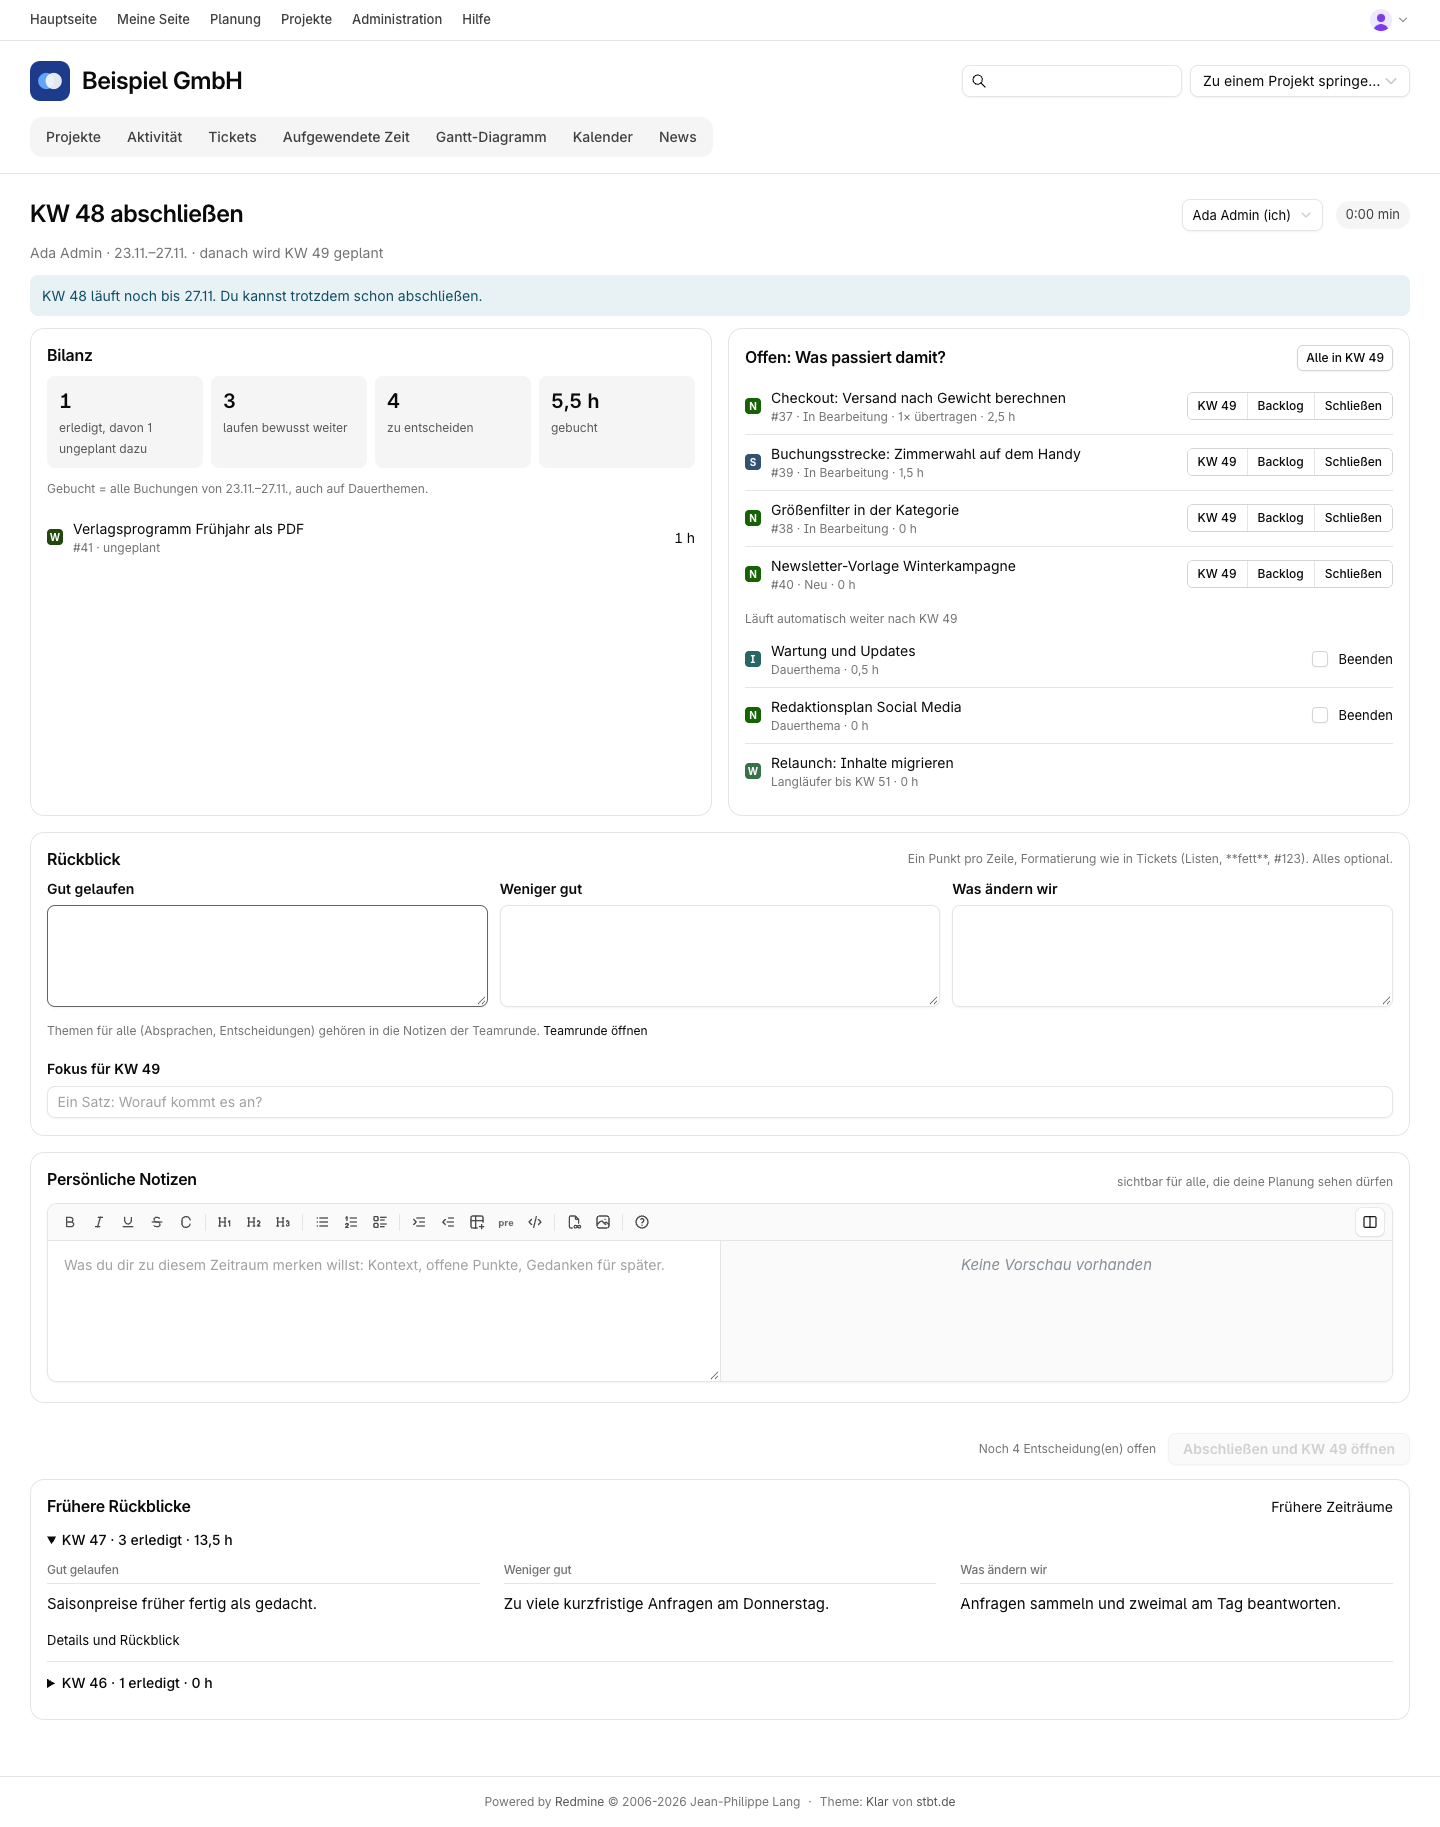 Hauptseite Meine Seite Planung Projekte Administration Hilfe
Beispiel GmbH
Zu einem Projekt springe...
Projekte Aktivität Tickets Aufgewendete Zeit Gantt-Diagramm Kalender News
KW 48 abschließen
Ada Admin (ich)
0:00 min
Ada Admin · 23.11.–27.11. · danach wird KW 49 geplant
KW 48 läuft noch bis 27.11. Du kannst trotzdem schon abschließen.
Bilanz
1
erledigt, davon 1
ungeplant dazu
3
laufen bewusst weiter
4
zu entscheiden
5,5 h
gebucht
Gebucht = alle Buchungen von 23.11.–27.11., auch auf Dauerthemen.
W
Verlagsprogramm Frühjahr als PDF
#41 · ungeplant
1 h
Offen: Was passiert damit?
Alle in KW 49
N
Checkout: Versand nach Gewicht berechnen
#37 · In Bearbeitung · 1× übertragen · 2,5 h
KW 49 Backlog Schließen
S
Buchungsstrecke: Zimmerwahl auf dem Handy
#39 · In Bearbeitung · 1,5 h
KW 49 Backlog Schließen
N
Größenfilter in der Kategorie
#38 · In Bearbeitung · 0 h
KW 49 Backlog Schließen
N
Newsletter-Vorlage Winterkampagne
#40 · Neu · 0 h
KW 49 Backlog Schließen
Läuft automatisch weiter nach KW 49
I
Wartung und Updates
Dauerthema · 0,5 h
Beenden
N
Redaktionsplan Social Media
Dauerthema · 0 h
Beenden
W
Relaunch: Inhalte migrieren
Langläufer bis KW 51 · 0 h
Rückblick
Ein Punkt pro Zeile, Formatierung wie in Tickets (Listen, **fett**, #123). Alles optional.
Gut gelaufen
Weniger gut
Was ändern wir
Themen für alle (Absprachen, Entscheidungen) gehören in die Notizen der Teamrunde. Teamrunde öffnen
Fokus für KW 49
Ein Satz: Worauf kommt es an?
Persönliche Notizen
sichtbar für alle, die deine Planung sehen dürfen
B I U S C H1 H2 H3 pre
Was du dir zu diesem Zeitraum merken willst: Kontext, offene Punkte, Gedanken für später.
Keine Vorschau vorhanden
Noch 4 Entscheidung(en) offen
Abschließen und KW 49 öffnen
Frühere Rückblicke
Frühere Zeiträume
KW 47 · 3 erledigt · 13,5 h
Gut gelaufen
Saisonpreise früher fertig als gedacht.
Weniger gut
Zu viele kurzfristige Anfragen am Donnerstag.
Was ändern wir
Anfragen sammeln und zweimal am Tag beantworten.
Details und Rückblick
KW 46 · 1 erledigt · 0 h
Powered by Redmine © 2006-2026 Jean-Philippe Lang · Theme: Klar von stbt.de